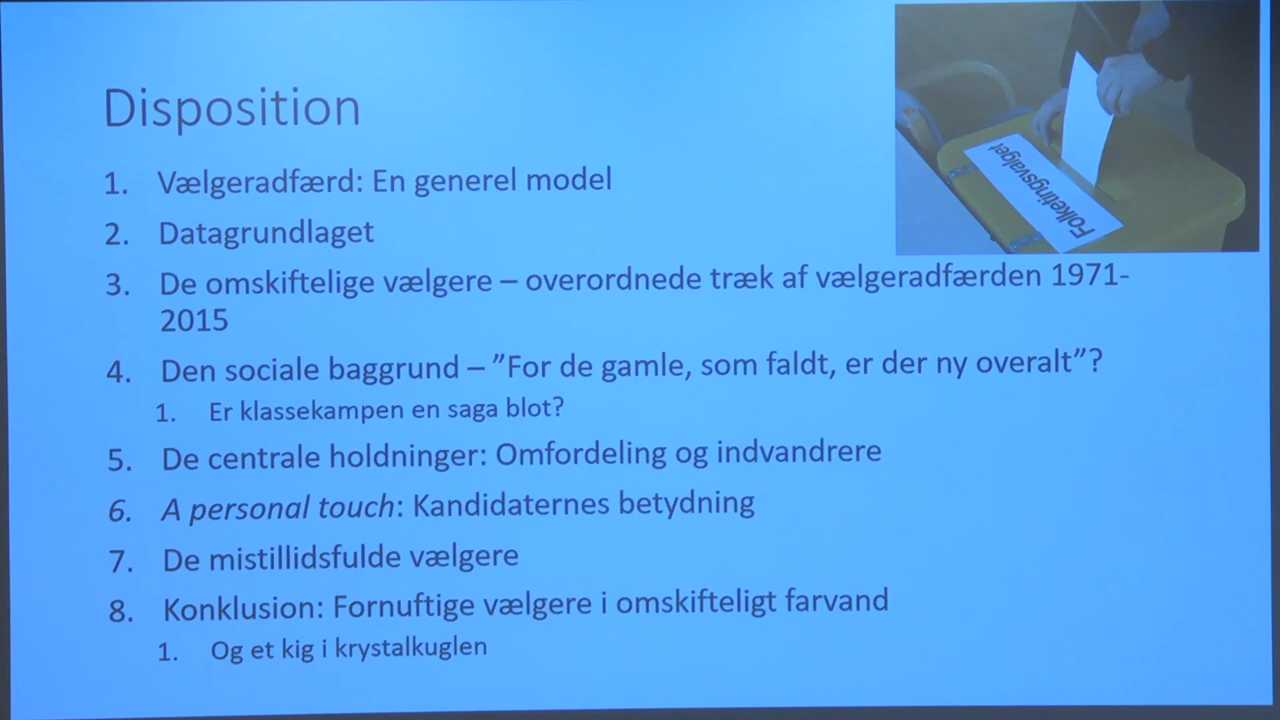 Disposition
1. Vælgeradfærd: En generel model
2. Datagrundlaget
3. De omskiftelige vælgere – overordnede træk af vælgeradfærden 1971-
2015
4. Den sociale baggrund – ”For de gamle, som faldt, er der ny overalt”?
1. Er klassekampen en saga blot?
5. De centrale holdninger: Omfordeling og indvandrere
6. A personal touch: Kandidaternes betydning
7. De mistillidsfulde vælgere
8. Konklusion: Fornuftige vælgere i omskifteligt farvand
1. Og et kig i krystalkuglen
Folketingsvalget